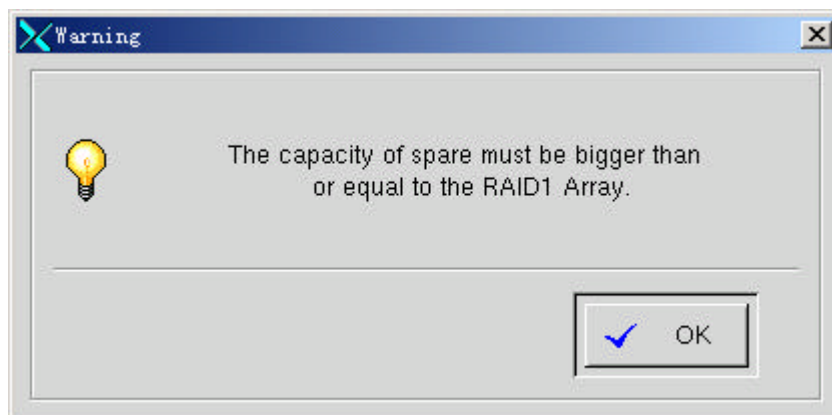 Warning
The capacity of spare must be bigger than
or equal to the RAID1 Array.
OK